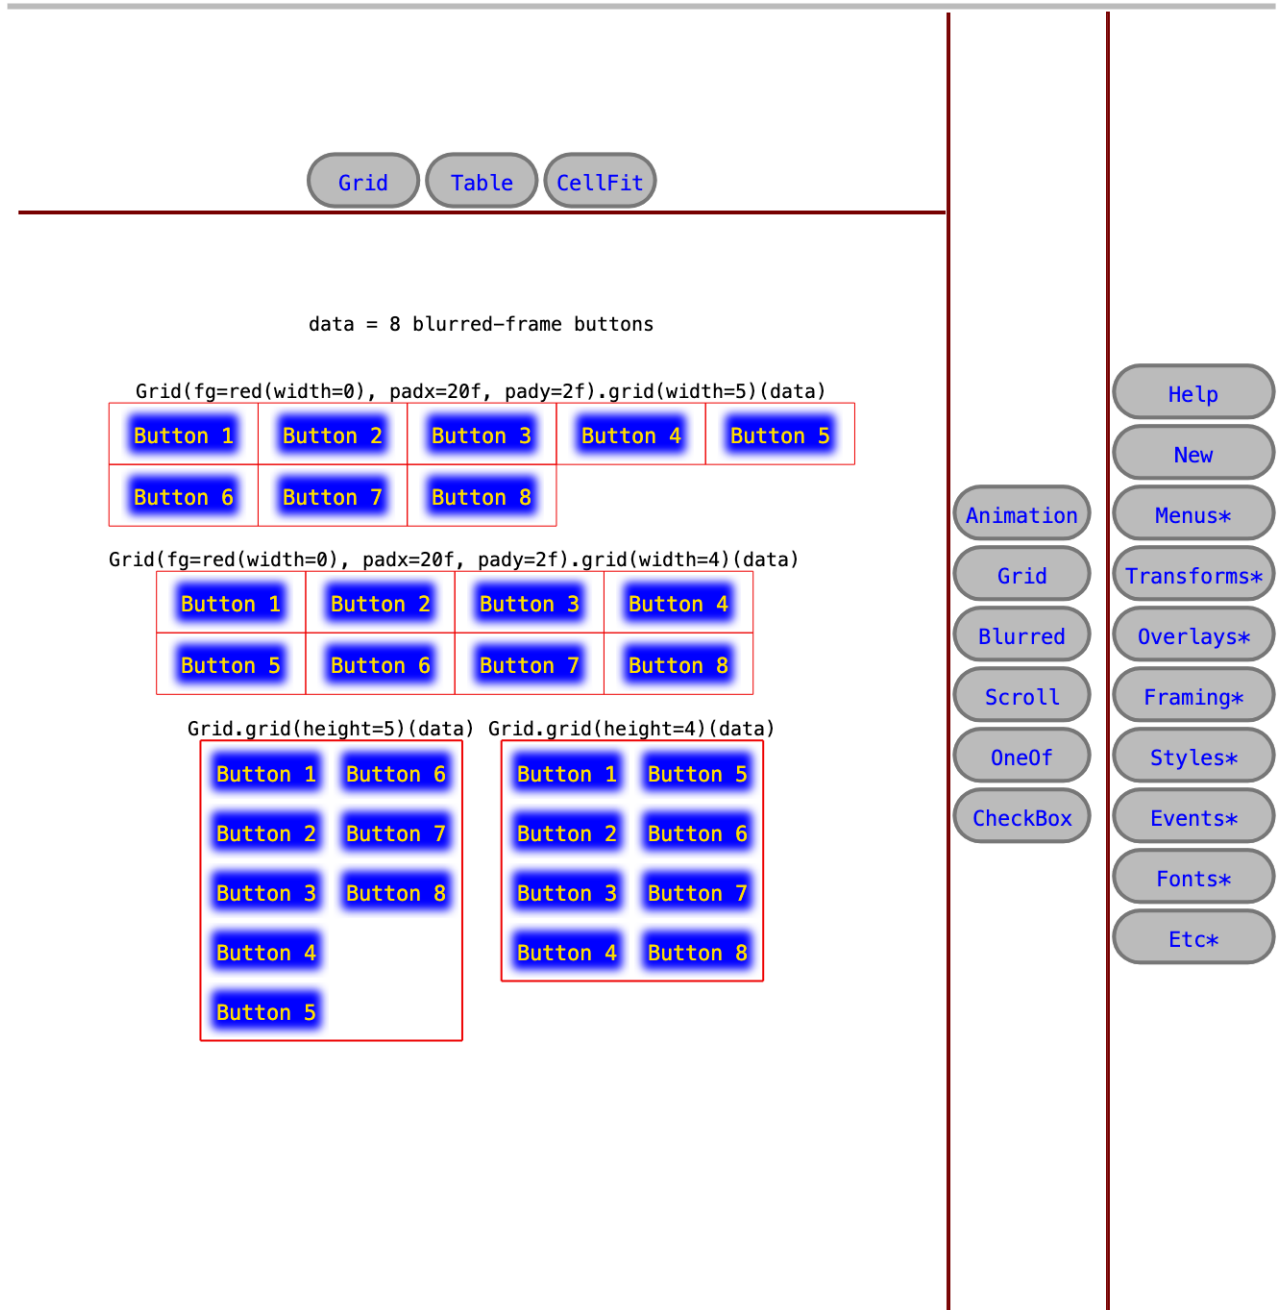 Grid Table CellFit
data = 8 blurred-frame buttons
Grid(fg=red(width=0), padx=20f, pady=2f).grid(width=5)(data)
Button 1 Button 2 Button 3 Button 4 Button 5
Button 6 Button 7 Button 8
Grid(fg=red(width=0), padx=20f, pady=2f).grid(width=4)(data)
Button 1 Button 2 Button 3 Button 4
Button 5 Button 6 Button 7 Button 8
Grid.grid(height=5)(data)
Button 1 Button 6
Button 2 Button 7
Button 3 Button 8
Button 4
Button 5
Grid.grid(height=4)(data)
Button 1 Button 5
Button 2 Button 6
Button 3 Button 7
Button 4 Button 8
Animation
Grid
Blurred
Scroll
OneOf
CheckBox
Help
New
Menus*
Transforms*
Overlays*
Framing*
Styles*
Events*
Fonts*
Etc*